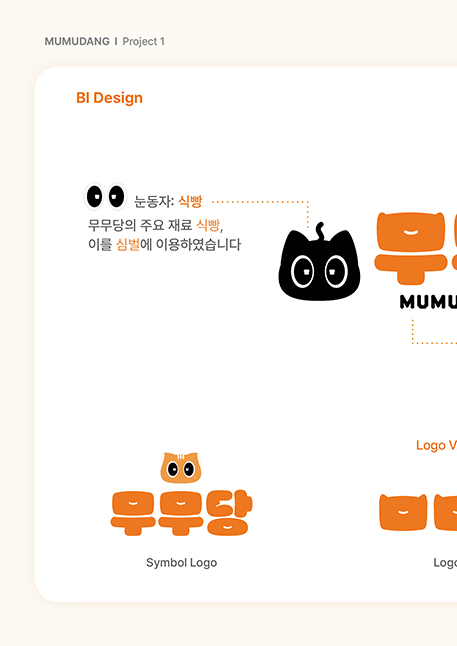 MUMUDANG I Project 1
BI Design
눈동자: 식빵
무무당의 주요 재료 식빵,
이를 심벌에 이용하였습니다
무
MUMU
Logo V
무무당
Symbol Logo
Logo